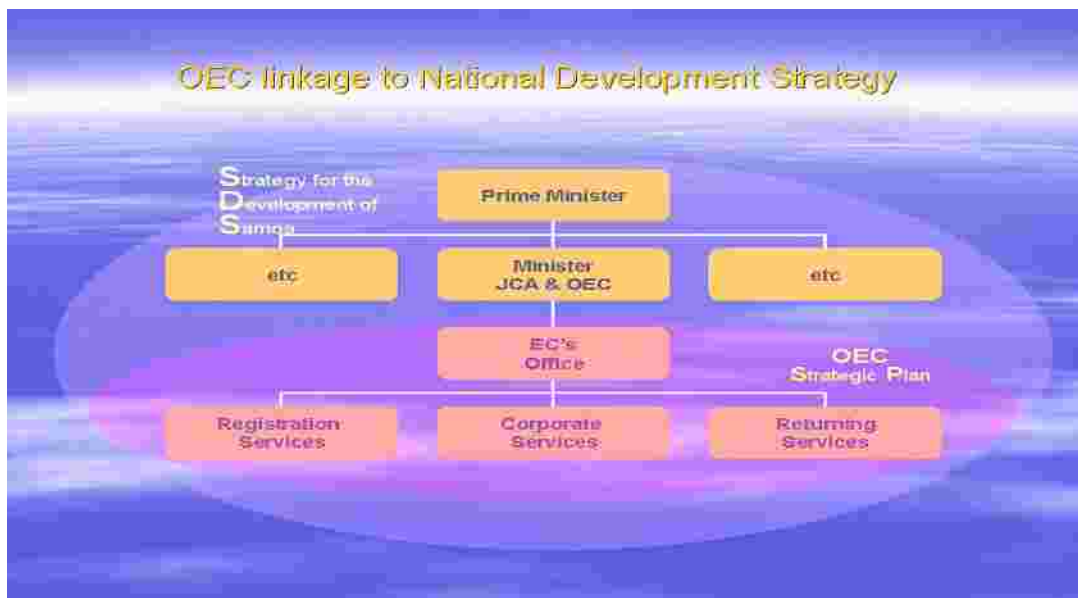 OEC linkage to National Development Strategy
Strategy for the
Development of
Samoa
Prime Minister
etc
Minister
JCA & OEC
etc
EC's
Office
OEC
Strategic Plan
Registration
Services
Corporate
Services
Returning
Services